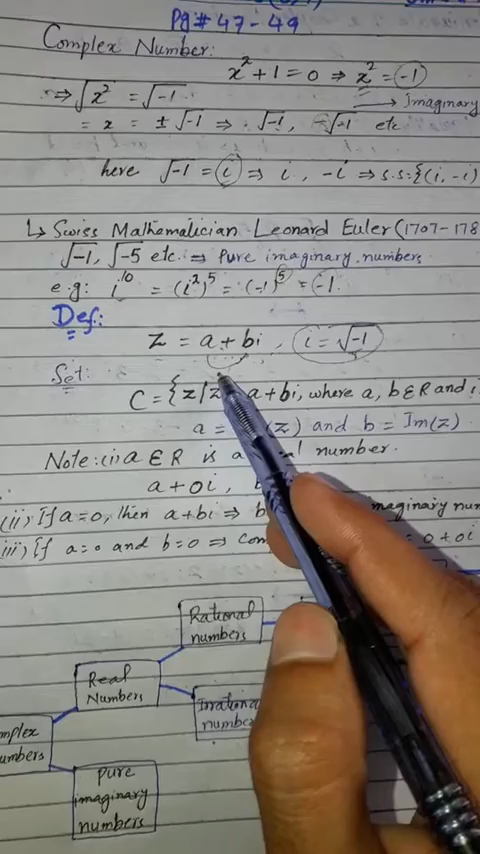 Pg# 47-49
Complex Number:
x² + 1 = 0 ⇒ x² = -1
⇒ √x² = √-1 → Imaginary
= x = ± √-1 ⇒ √-1, -√-1 etc
here √-1 = i ⇒ i, -i ⇒ s.s = {(i, -i)
↳ Swiss Mathematician Leonard Euler (1707-178
√-1, √-5 etc ⇒ Pure imaginary numbers.
e.g: i¹⁰ = (i²)⁵ = (-1)⁵ = -1
Def:
Z = a + bi, i = √-1
Set:
C = {z/z a + bi, where a, b ∈ R and i
a = (z) and b = Im(z)
Note: (i) a ∈ R is a number.
a + 0i,
(ii) If a = 0, then a + bi ⇒ b imaginary num
iii) If a = 0 and b = 0 ⇒ Com = 0 + 0i
Rational
numbers
Real
Numbers
Irrational
number
mplex
umbers
Pure
imaginary
numbers